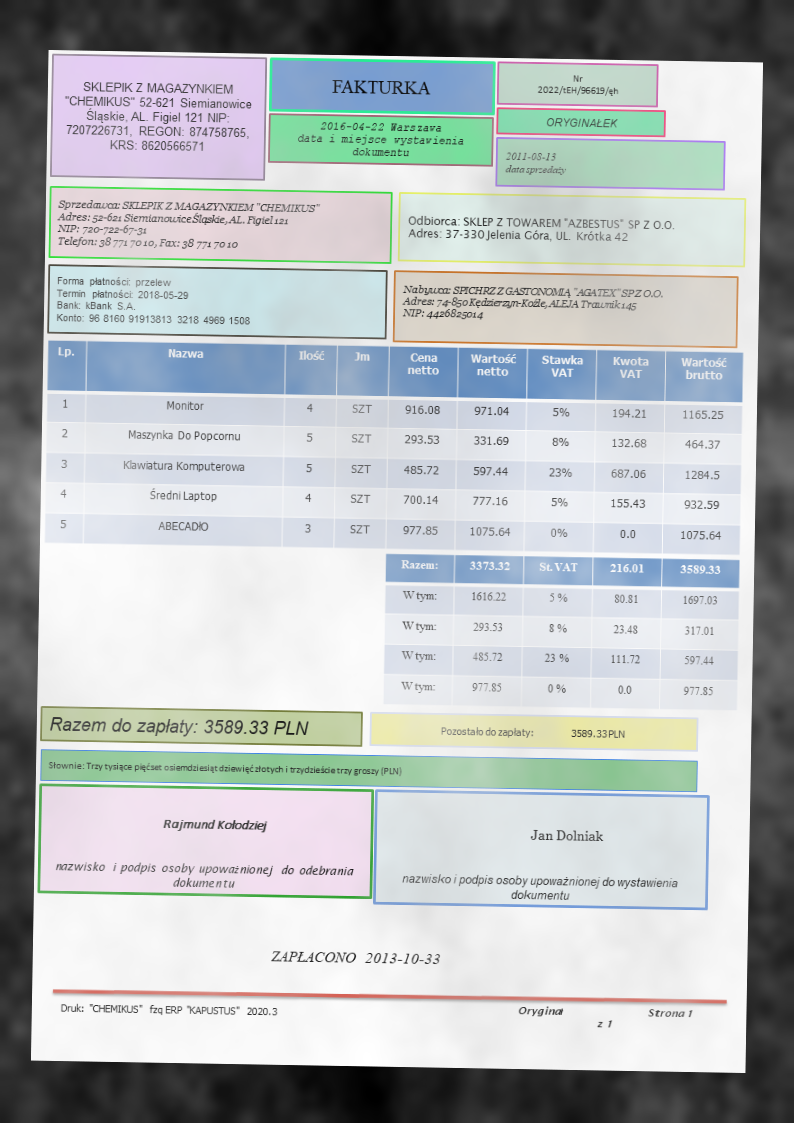 SKLEPIK Z MAGAZYNKIEM
"CHEMIKUS" 52-621 Siemianowice
Śląskie, AL. Figiel 121 NIP:
7207226731, REGON: 874758765,
KRS: 8620566571
FAKTURKA
2016-04-22 Warszawa
data i miejsce wystawienia
dokumentu
Nr
2022/tEH/96619/ęh
ORYGINAŁEK
2011-08-13
data sprzedaży
Sprzedawca: SKLEPIK Z MAGAZYNKIEM "CHEMIKUS"
Adres: 52-621 Siemianowice Śląskie, AL. Figiel 121
NIP: 720-722-67-31
Telefon: 38 771 70 10, Fax: 38 771 70 10
Odbiorca: SKLEP Z TOWAREM "AZBESTUS" SP Z O.O.
Adres: 37-330 Jelenia Góra, UL. Krótka 42
Forma płatności: przelew
Termin płatności: 2018-05-29
Bank: kBank S.A.
Konto: 96 8160 91913813 3218 4969 1508
Nabywca: SPICHRZ Z GASTONOMIĄ "AGATEX" SP Z O.O.
Adres: 74-850 Kędzierzyn-Koźle, ALEJA Trawnik 145
NIP: 4426825014
Lp. Nazwa Ilość Jm Cena netto Wartość netto Stawka VAT Kwota VAT Wartość brutto
1 Monitor 4 SZT 916.08 971.04 5% 194.21 1165.25
2 Maszynka Do Popcornu 5 SZT 293.53 331.69 8% 132.68 464.37
3 Klawiatura Komputerowa 5 SZT 485.72 597.44 23% 687.06 1284.5
4 Średni Laptop 4 SZT 700.14 777.16 5% 155.43 932.59
5 ABECADŁO 3 SZT 977.85 1075.64 0% 0.0 1075.64
Razem: 3373.32 St. VAT 216.01 3589.33
W tym: 1616.22 5 % 80.81 1697.03
W tym: 293.53 8 % 23.48 317.01
W tym: 485.72 23 % 111.72 597.44
W tym: 977.85 0 % 0.0 977.85
Razem do zapłaty: 3589.33 PLN
Pozostało do zapłaty: 3589.33 PLN
Słownie: Trzy tysiące pięćset osiemdziesiąt dziewięć złotych i trzydzieście trzy groszy (PLN)
Rajmund Kołodziej
nazwisko i podpis osoby upoważnionej do odebrania
dokumentu
Jan Dolniak
nazwisko i podpis osoby upoważnionej do wystawienia
dokumentu
ZAPŁACONO 2013-10-33
Druk: "CHEMIKUS" fzq ERP "KAPUSTUS" 2020.3
Oryginał Strona 1
z 1